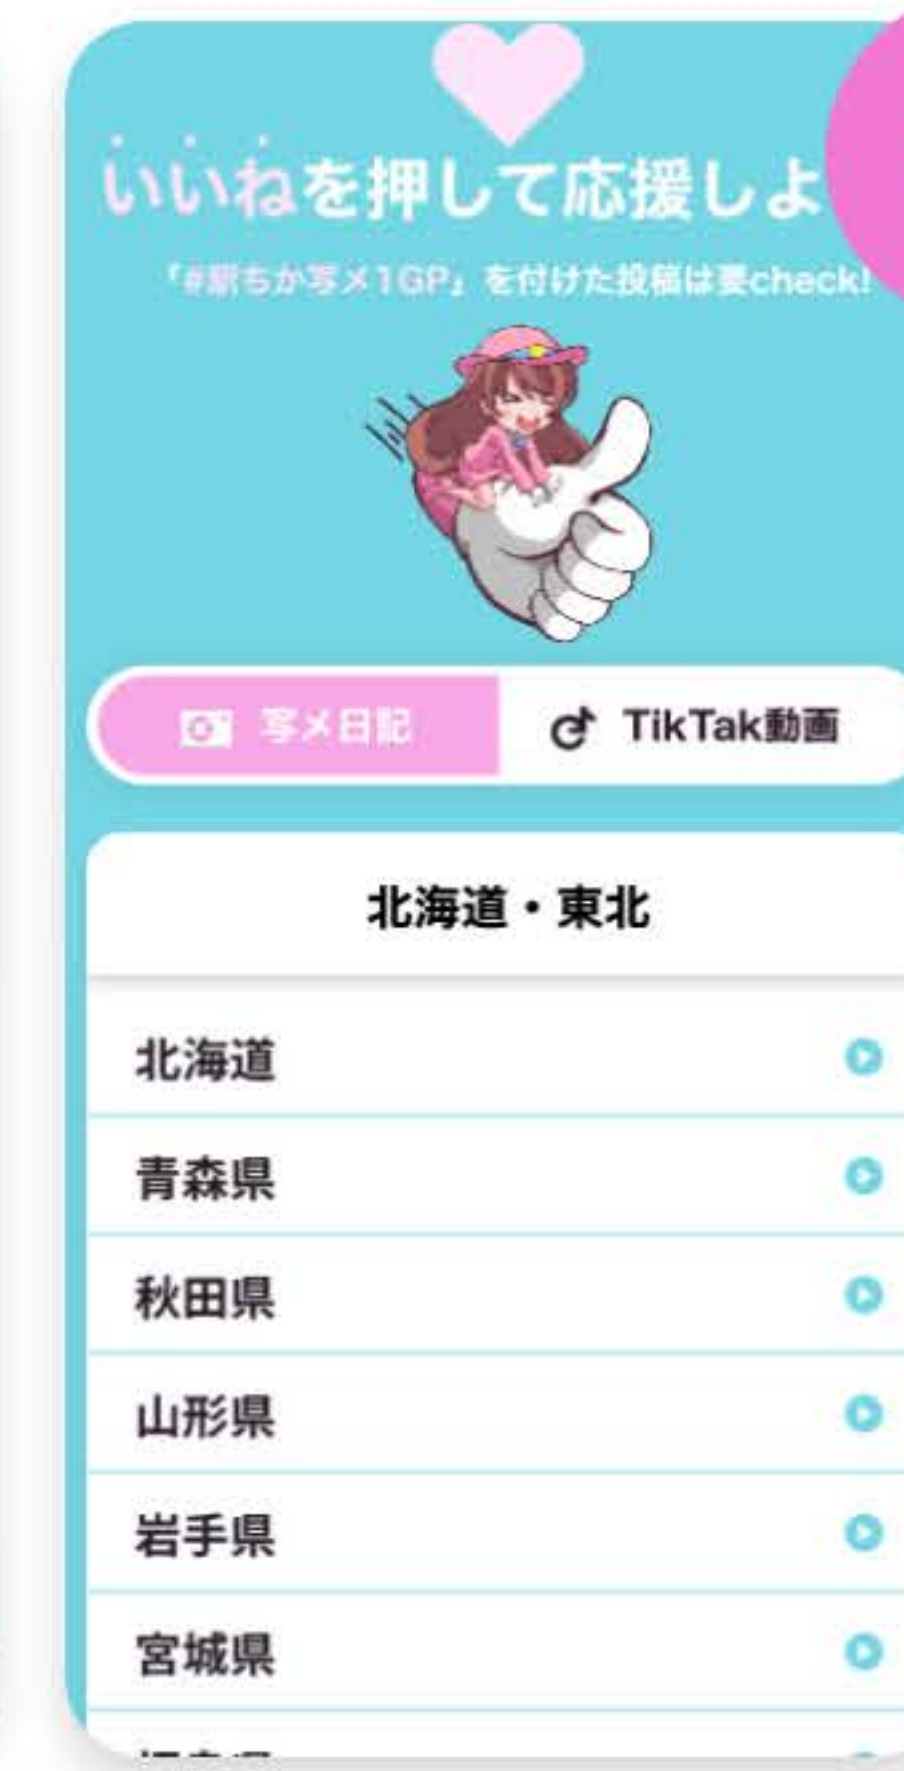 いいねを押して応援しよ
「#駅ちか写メ1GP」を付けた投稿は要check!
写メ日記
TikTak動画
北海道・東北
北海道
青森県
秋田県
山形県
岩手県
宮城県